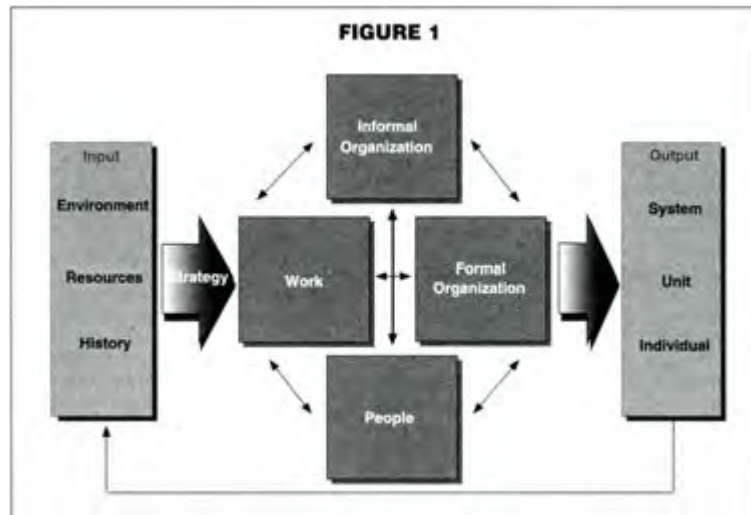 FIGURE 1
Informal
Organization
Input
Environment
Resources
History
Strategy
Work
Formal
Organization
People
Output
System
Unit
Individual